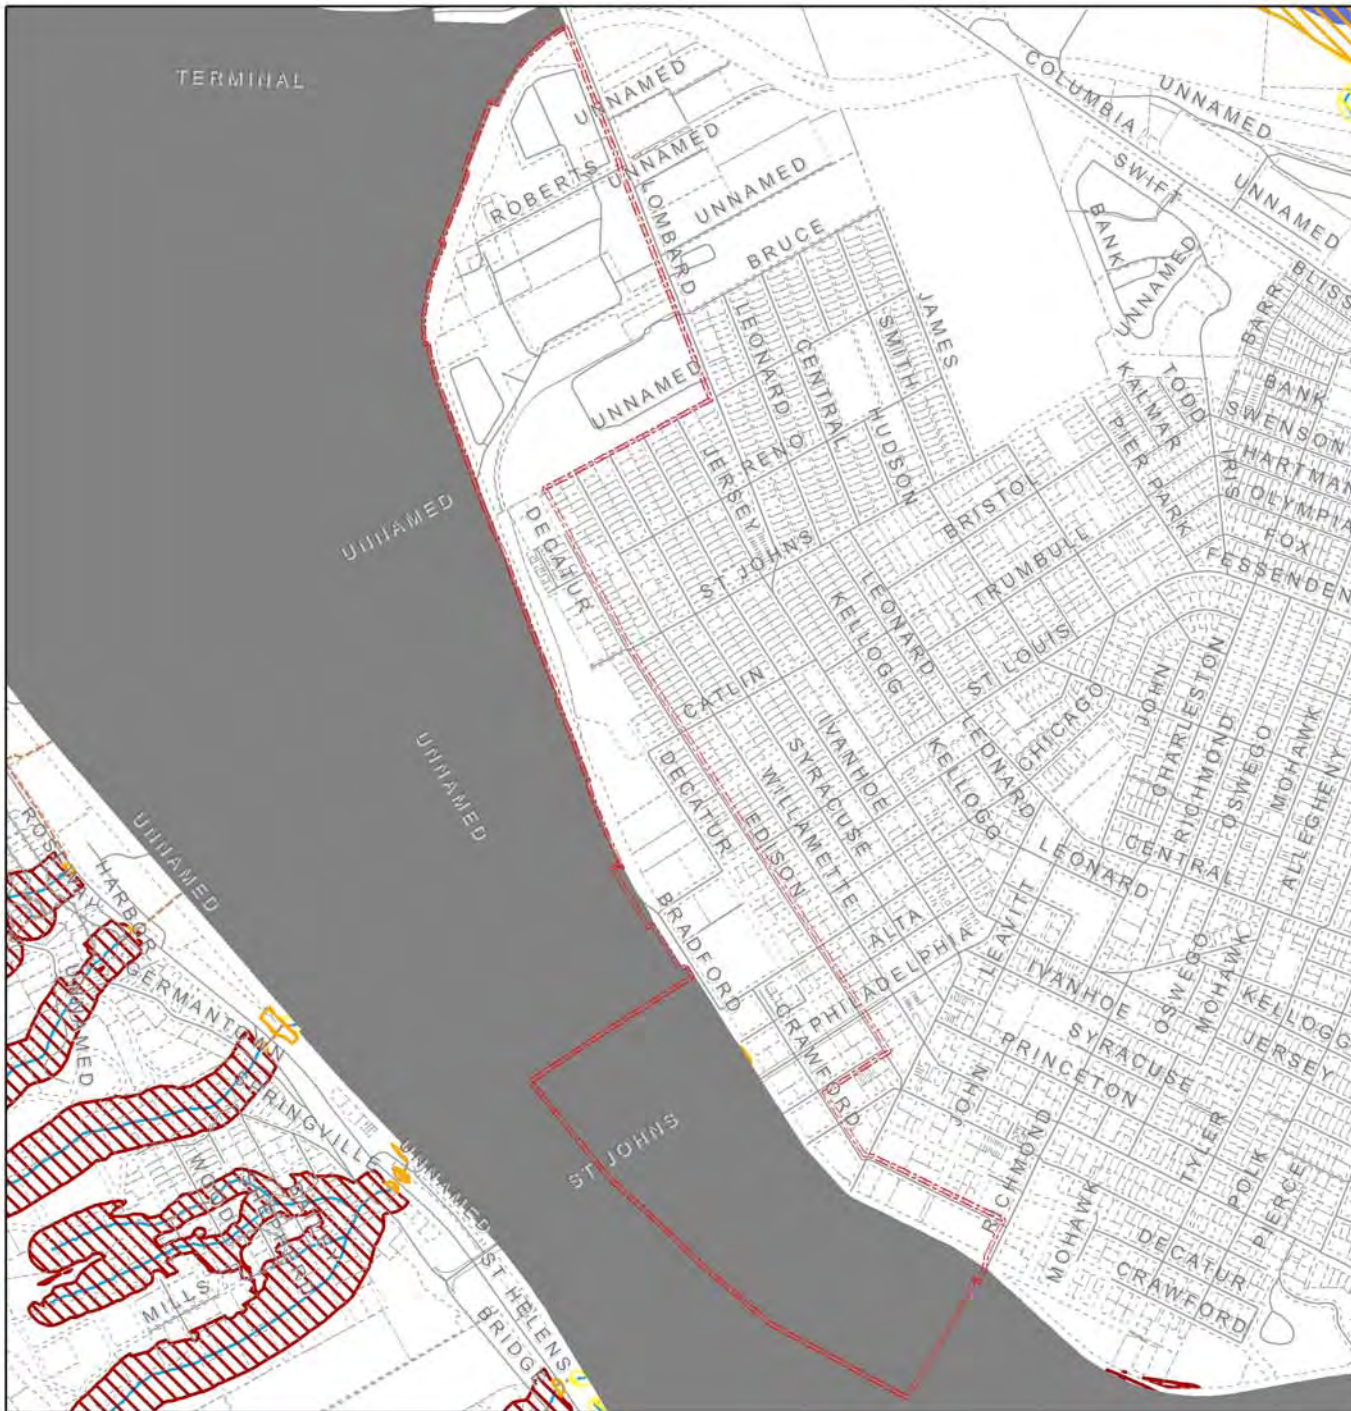 TERMINAL
UNNAMED
COLUMBIA
UNNAMED
UNNAMED
ROBERTS
LOMBARD
UNNAMED
SWIFT
UNNAMED
BRUCE
BANK
UNNAMED
BLISS
BARR
LEONARD
CENTRAL
SMITH
JAMES
UNNAMED
HUDSON
KALMAR
TODD
BANK
SWENSON
HARTMAN
OLYMPIA
FOX
FESSENDEN
IRIS
PIER PARK
JERSEY
RENO
BRISTOL
UNNAMED
DECATUR
ST JOHNS
TRUMBULL
LEONARD
KELLOGG
ST LOUIS
CATLIN
JOHN
CHARLESTON
RICHMOND
OSWEGO
MOHAWK
ALLEGHENY
CHICAGO
UNNAMED
DECATUR
IVANHOE
SYRACUSE
WILLAMETTE
EDISON
LEONARD
KELLOGG
LEONARD
CENTRAL
UNNAMED
HARBOR
GERMANTOWN
UNNAMED
BRADFORD
ALTA
PHILADELPHIA
LEAVITT
IVANHOE
OSWEGO
MOHAWK
KELLOGG
JERSEY
CRAWFORD
SYRACUSE
PRINCETON
JOHN
RICHMOND
TYLER
POLK
PIERCE
ST JOHNS
UNNAMED
MILLS
ST HELENS
BRIDGE
MOHAWK
DECATUR
CRAWFORD